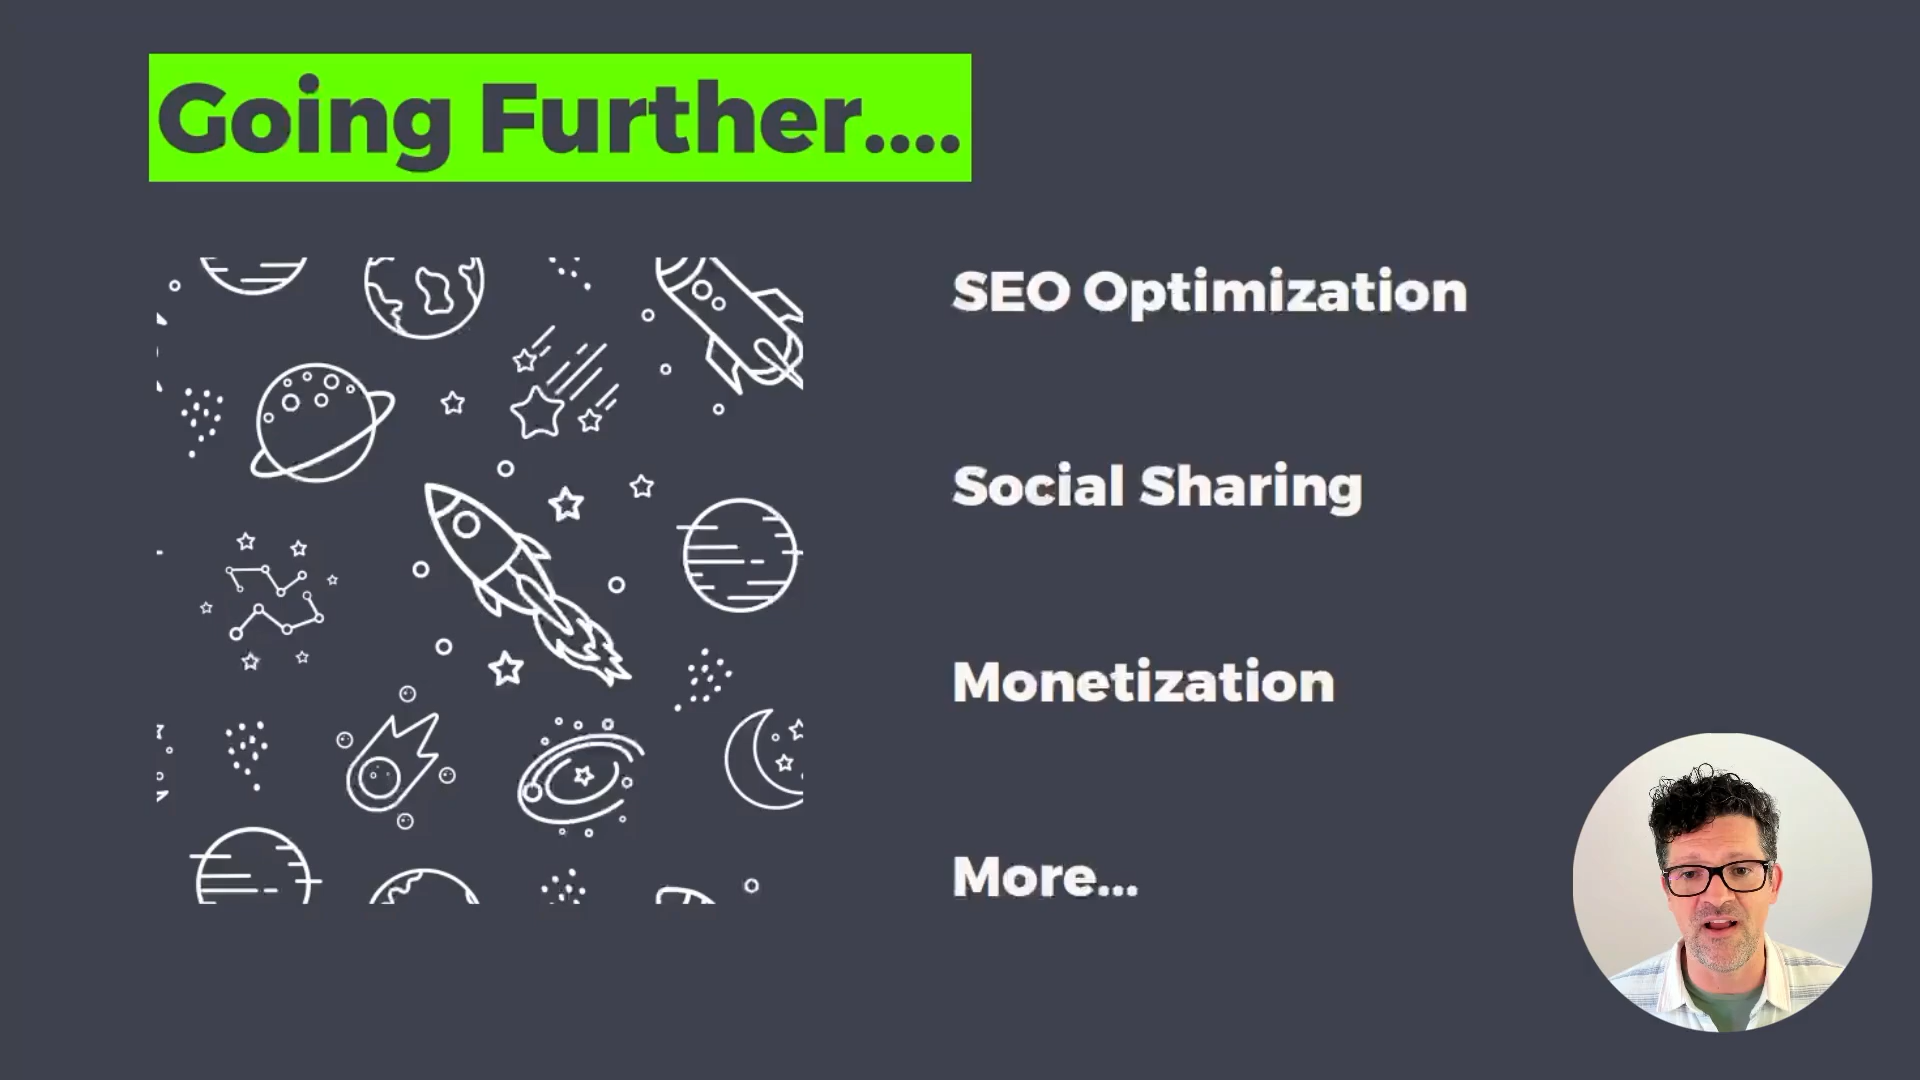 Going Further....
SEO Optimization
Social Sharing
Monetization
More...